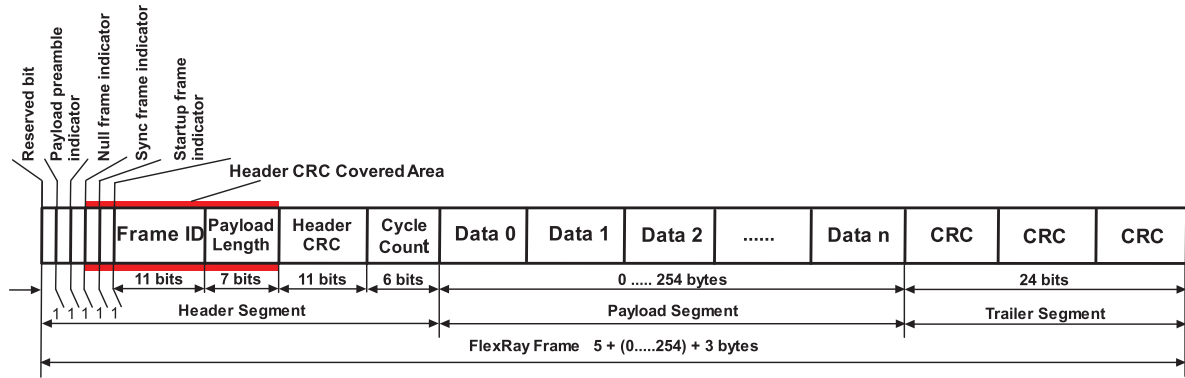 Reserved bit
Payload preamble
indicator
Null frame indicator
Sync frame indicator
Startup frame
indicator
Header CRC Covered Area
Frame ID
Payload
Length
Header
CRC
Cycle
Count
Data 0
Data 1
Data 2
......
Data n
CRC
CRC
CRC
11 bits
7 bits
11 bits
6 bits
0 ..... 254 bytes
24 bits
1 1 1 1 1
Header Segment
Payload Segment
Trailer Segment
FlexRay Frame 5 + (0.....254) + 3 bytes